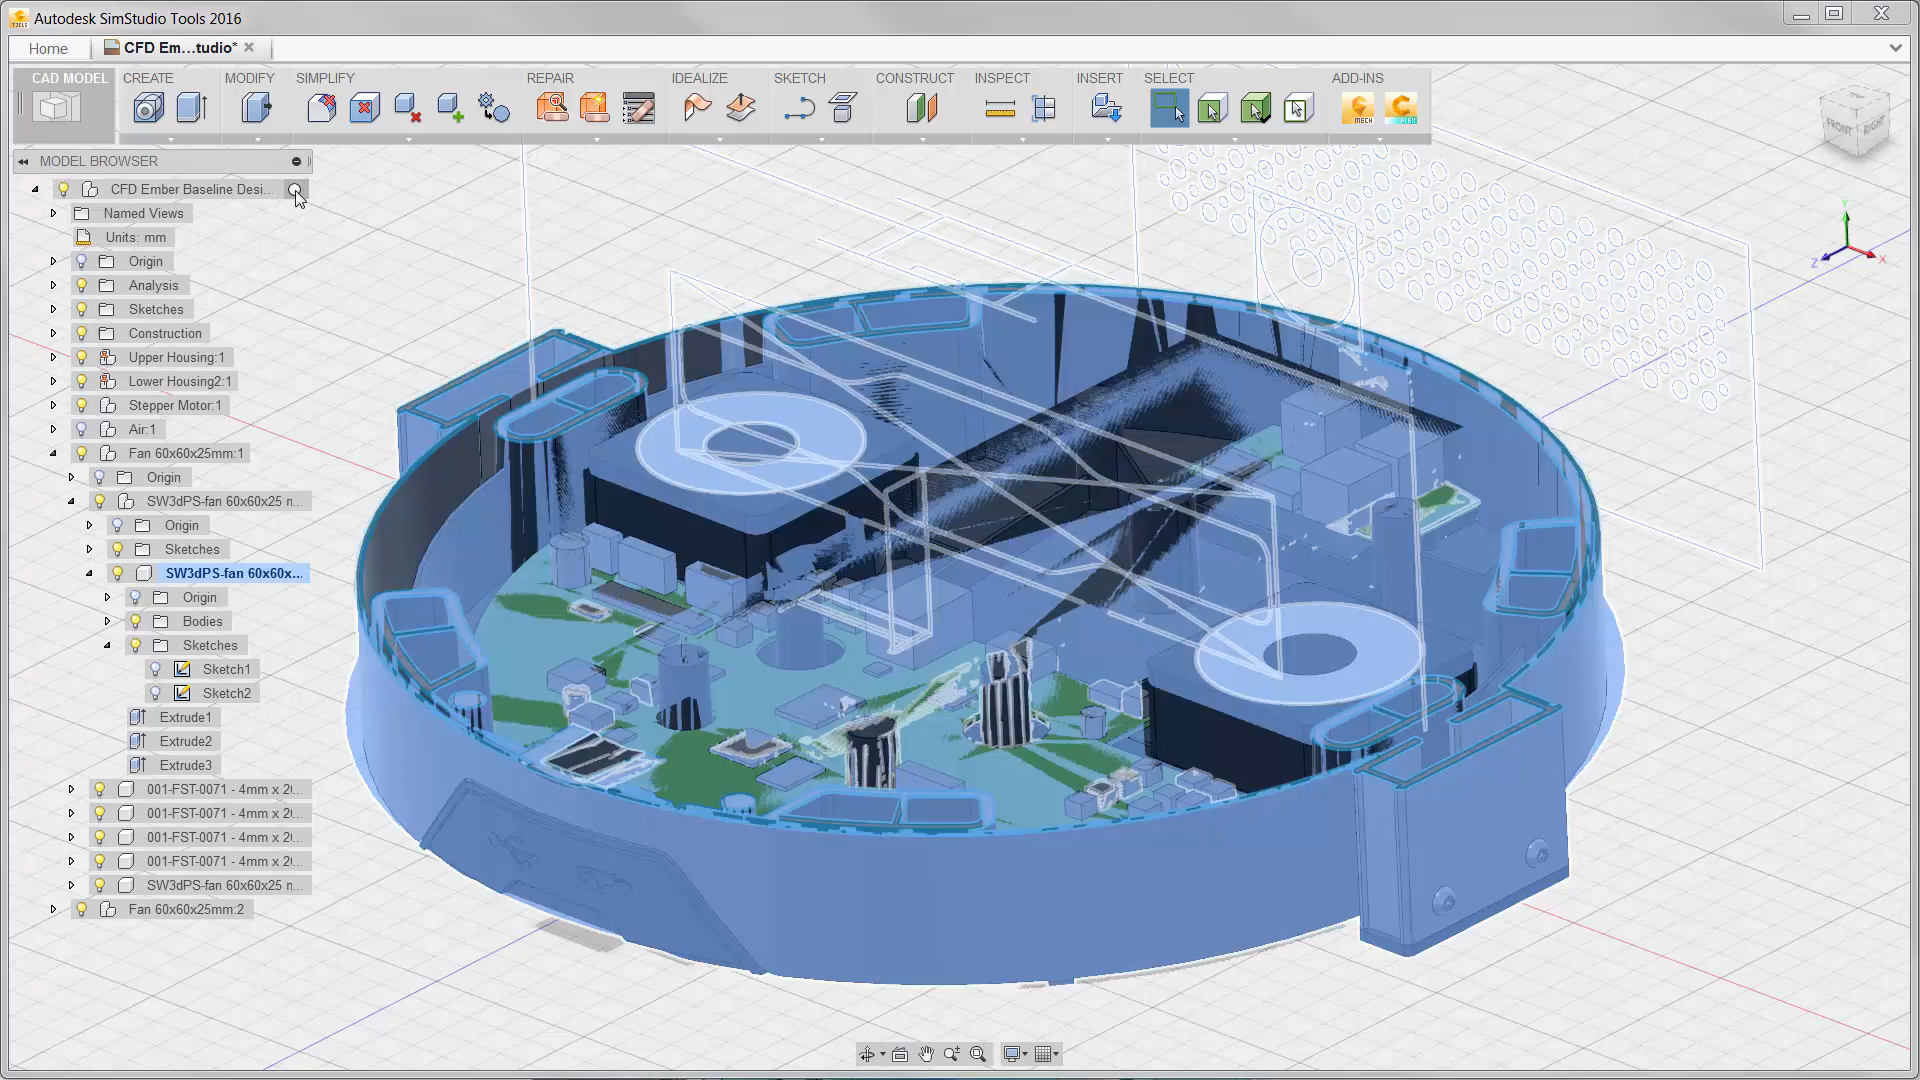 Autodesk SimStudio Tools 2016
Home
CFD Em...tudio*
CAD MODEL
CREATE
MODIFY
SIMPLIFY
REPAIR
IDEALIZE
SKETCH
CONSTRUCT
INSPECT
INSERT
SELECT
ADD-INS
MECH
FLEX
MODEL BROWSER
CFD Ember Baseline Desi...
Named Views
Units: mm
Origin
Analysis
Sketches
Construction
Upper Housing:1
Lower Housing2:1
Stepper Motor:1
Air:1
Fan 60x60x25mm:1
Origin
SW3dPS-fan 60x60x25 n...
Origin
Sketches
SW3dPS-fan 60x60x...
Origin
Bodies
Sketches
Sketch1
Sketch2
Extrude1
Extrude2
Extrude3
001-FST-0071 - 4mm x 2(...
001-FST-0071 - 4mm x 2(...
001-FST-0071 - 4mm x 2(...
001-FST-0071 - 4mm x 2(...
SW3dPS-fan 60x60x25 n...
Fan 60x60x25mm:2
FRONT
RIGHT
Y
Z
X